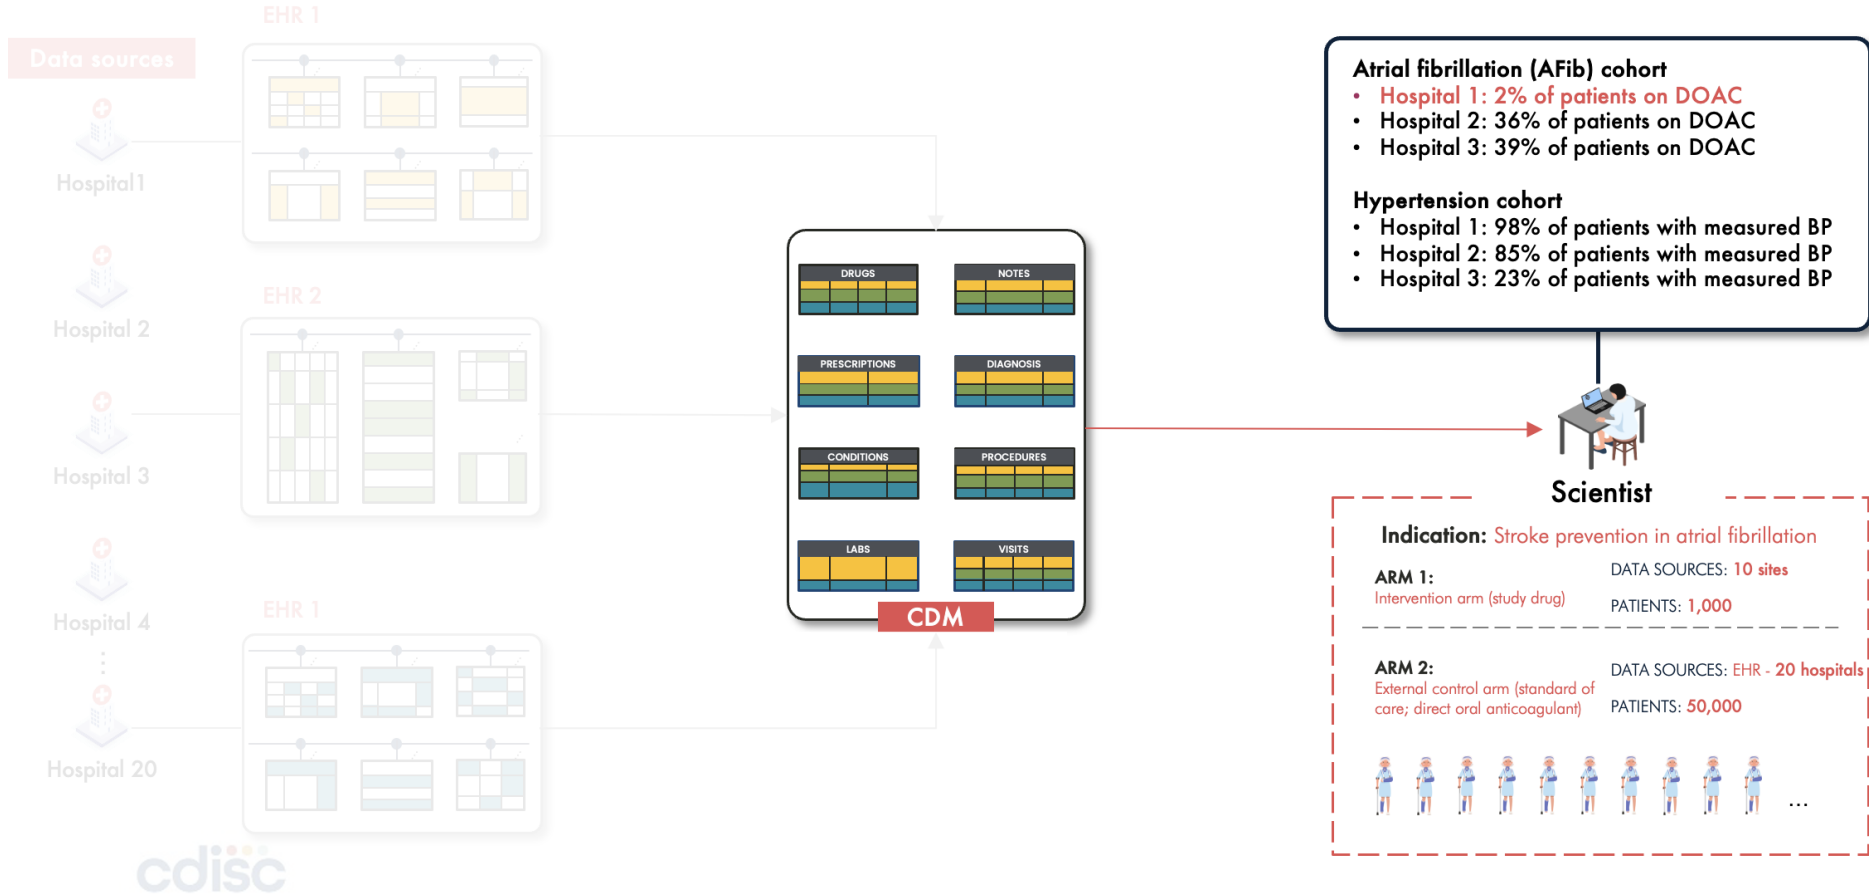 Data sources
EHR 1
Hospital1
Hospital 2
EHR 2
Hospital 3
Hospital 4
EHR 1
Hospital 20
cdisc
DRUGS
NOTES
PRESCRIPTIONS
DIAGNOSIS
CONDITIONS
PROCEDURES
LABS
VISITS
CDM
Atrial fibrillation (AFib) cohort
• Hospital 1: 2% of patients on DOAC
• Hospital 2: 36% of patients on DOAC
• Hospital 3: 39% of patients on DOAC
Hypertension cohort
• Hospital 1: 98% of patients with measured BP
• Hospital 2: 85% of patients with measured BP
• Hospital 3: 23% of patients with measured BP
Scientist
Indication: Stroke prevention in atrial fibrillation
ARM 1:
Intervention arm (study drug)
DATA SOURCES: 10 sites
PATIENTS: 1,000
ARM 2:
External control arm (standard of
care; direct oral anticoagulant)
DATA SOURCES: EHR - 20 hospitals
PATIENTS: 50,000
...